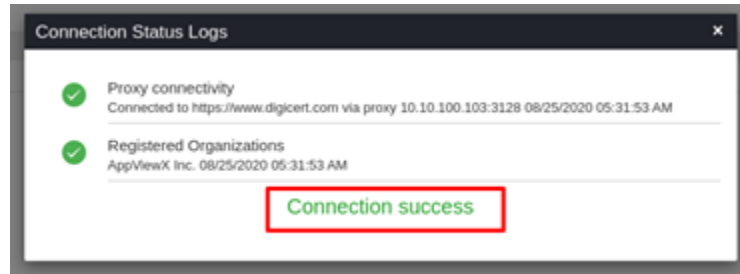 Connection Status Logs ×
Proxy connectivity
Connected to https://www.digicert.com via proxy 10.10.100.103:3128 08/25/2020 05:31:53 AM
Registered Organizations
AppViewX Inc. 08/25/2020 05:31:53 AM
Connection success